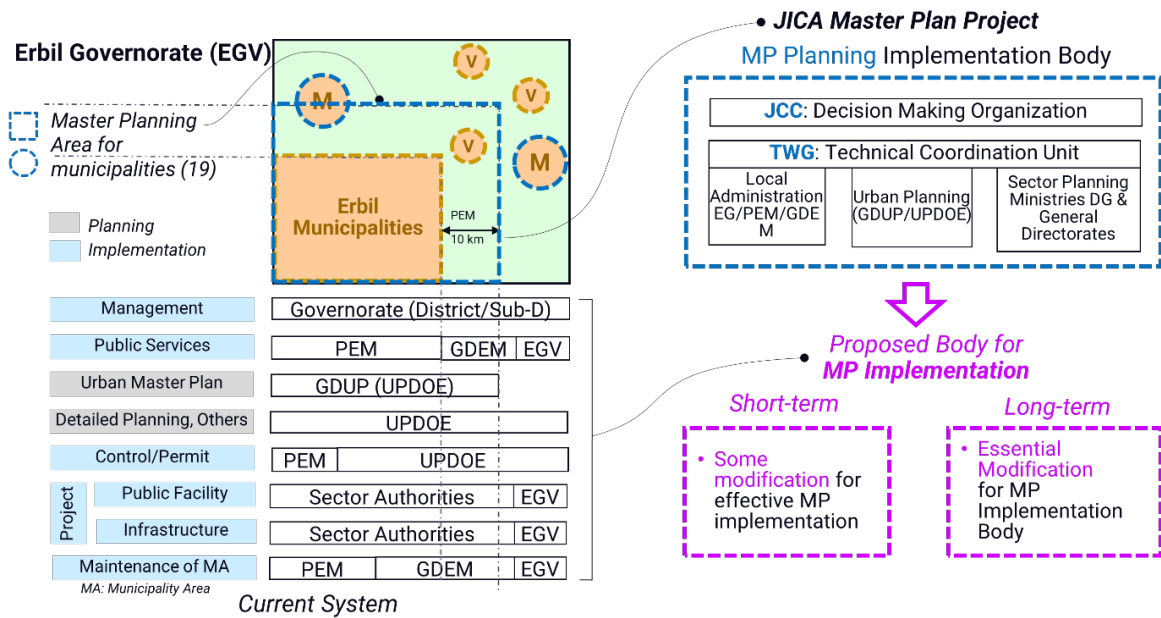 Erbil Governorate (EGV)
Master Planning
Area for
municipalities (19)
Planning
Implementation
M
V
V
V
M
Erbil
Municipalities
PEM
10 km
Management
Governorate (District/Sub-D)
Public Services
PEM
GDEM
EGV
Urban Master Plan
GDUP (UPDOE)
Detailed Planning, Others
UPDOE
Control/Permit
PEM
UPDOE
Project
Public Facility
Sector Authorities
EGV
Infrastructure
Sector Authorities
EGV
Maintenance of MA
PEM
GDEM
EGV
MA: Municipality Area
Current System
JICA Master Plan Project
MP Planning Implementation Body
JCC: Decision Making Organization
TWG: Technical Coordination Unit
Local
Administration
EG/PEM/GDE
M
Urban Planning
(GDUP/UPDOE)
Sector Planning
Ministries DG &
General
Directorates
Proposed Body for
MP Implementation
Short-term
• Some
modification for
effective MP
implementation
Long-term
• Essential
Modification
for MP
Implementation
Body